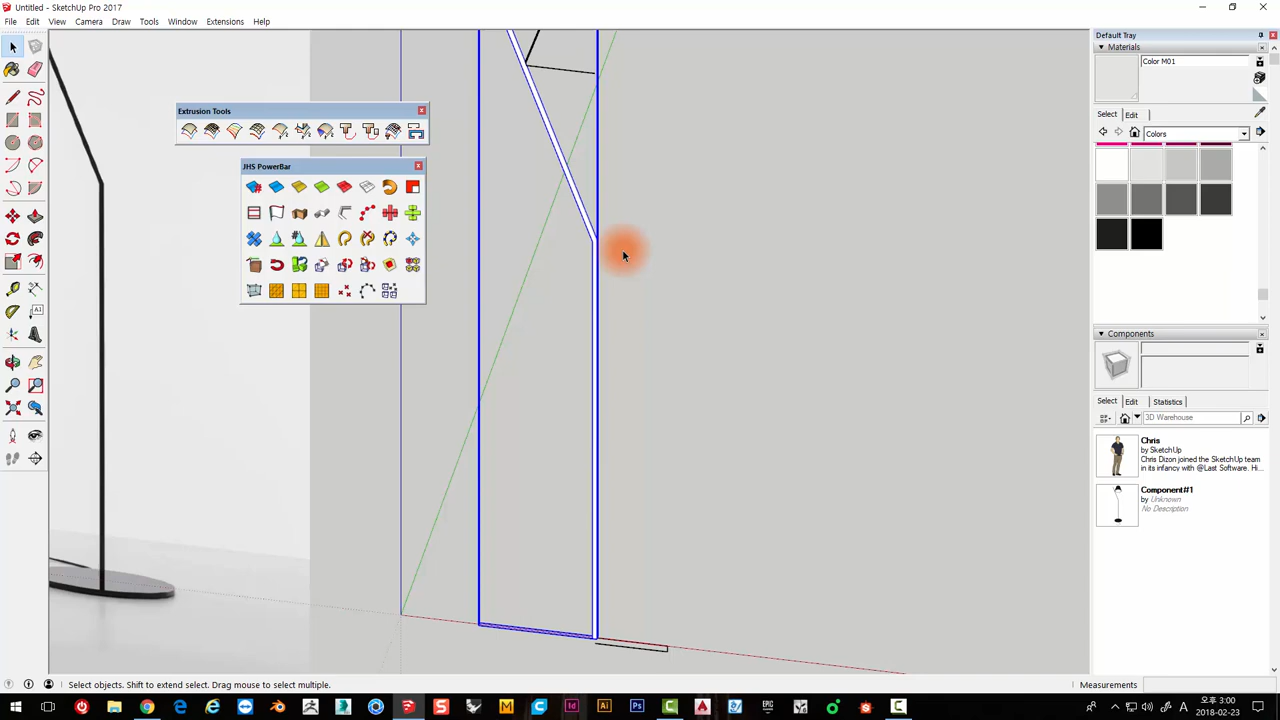 Untitled - SketchUp Pro 2017
File Edit View Camera Draw Tools Window Extensions Help
Default Tray
Materials
Color M01
Select Edit
Colors
Extrusion Tools
JHS PowerBar
Components
Select Edit Statistics
3D Warehouse
Chris
by SketchUp
Chris Dizon joined the SketchUp team
in its infancy with @Last Software. Hi...
Component#1
by Unknown
No Description
Select objects. Shift to extend select. Drag mouse to select multiple.
Measurements
오후 3:00
2018-02-23